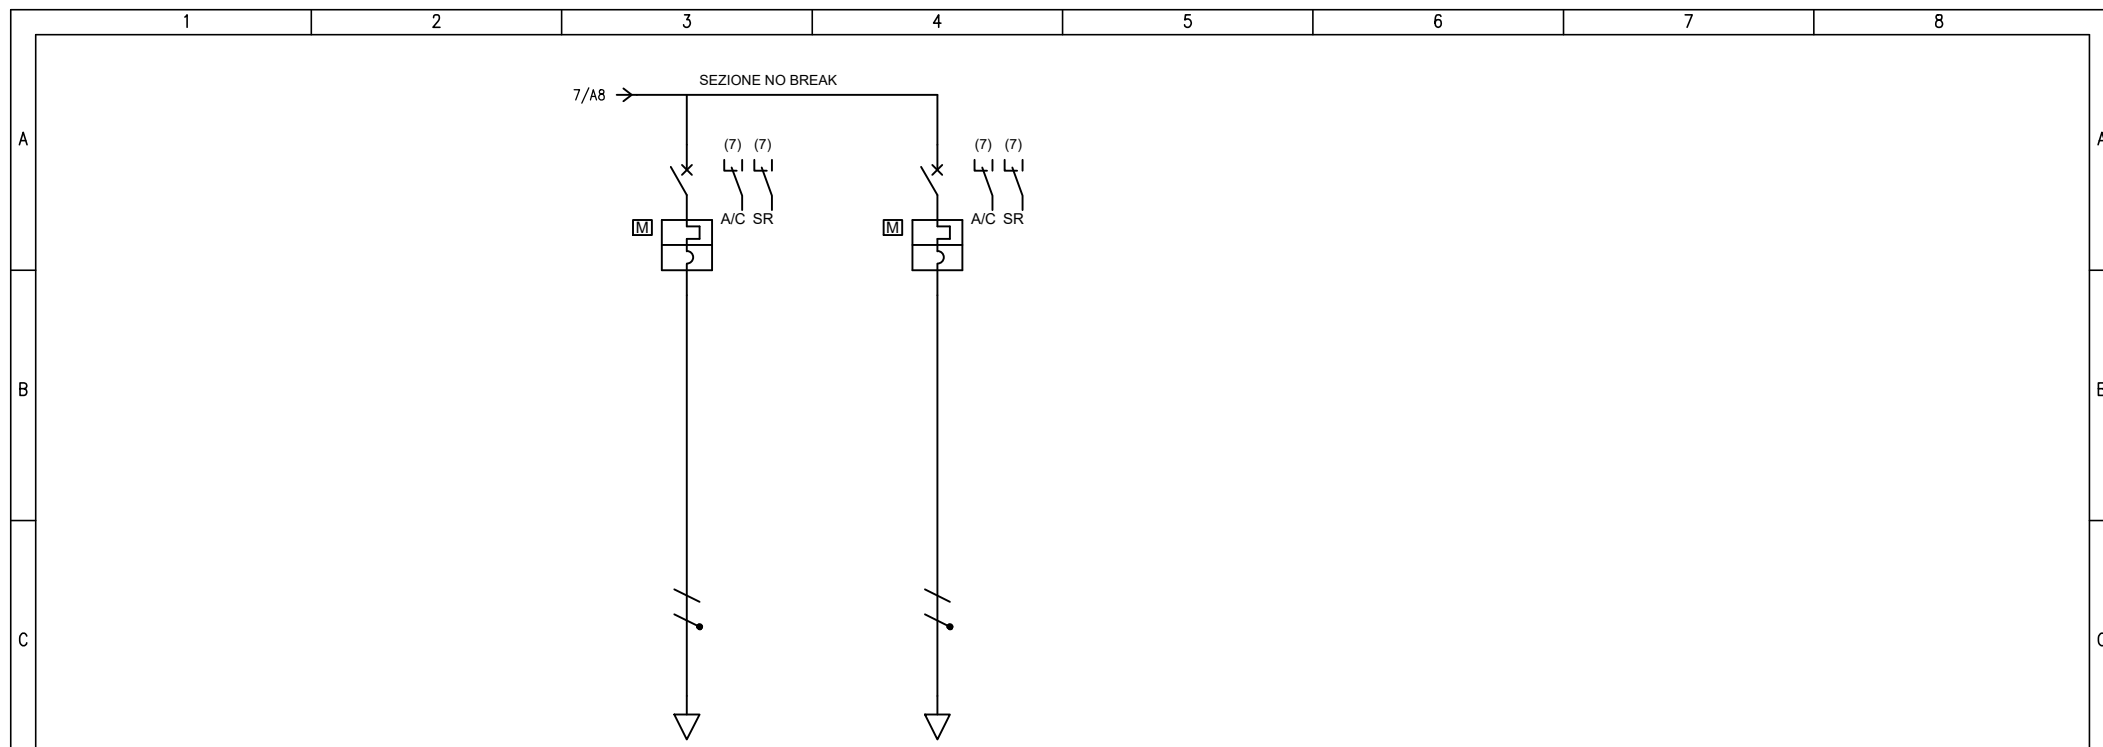 1 2 3 4 5 6 7 8
SEZIONE NO BREAK
7/A8
A A
(7) (7) (7) (7)
A/C SR A/C SR
M M
B B
C C